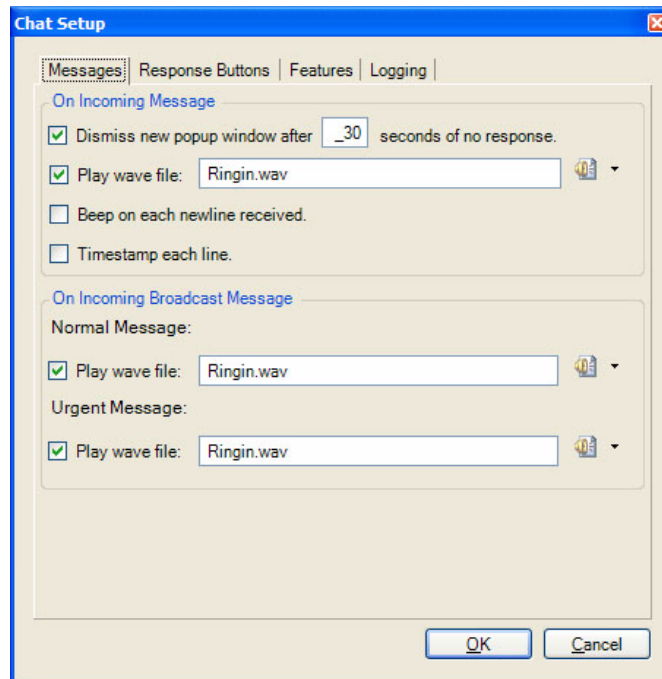 Chat Setup
Messages Response Buttons Features Logging
On Incoming Message
Dismiss new popup window after _30 seconds of no response.
Play wave file: Ringin.wav
Beep on each newline received.
Timestamp each line.
On Incoming Broadcast Message
Normal Message:
Play wave file: Ringin.wav
Urgent Message:
Play wave file: Ringin.wav
OK Cancel